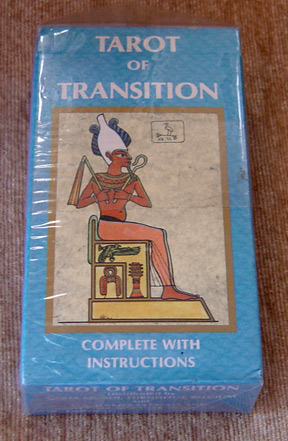 TAROT
OF
TRANSITION
COMPLETE WITH
INSTRUCTIONS
TAROT OF TRANSITION